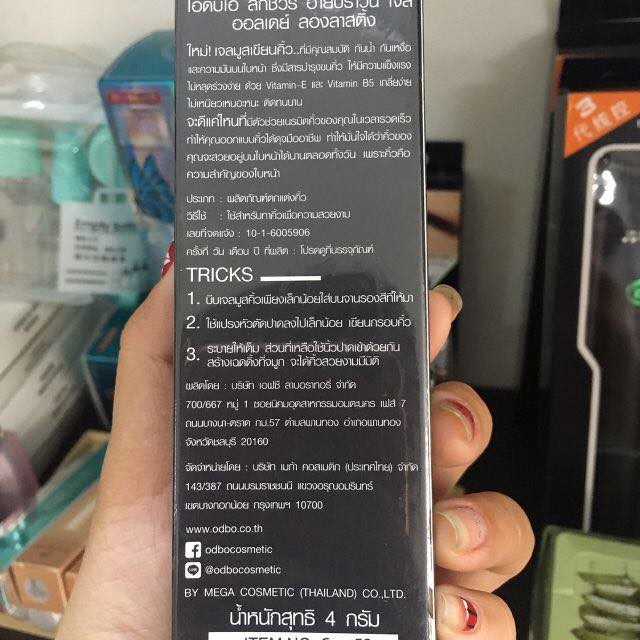 โอดีบีโอ ลักชัวรี่ อายบราวน์ เจล
ออลเดย์ ลองลาสติ้ง
ใหม่! เจลมูสเขียนคิ้ว..ที่มีคุณสมบัติ กันน้ำ กันเหงื่อ
และความมันบนใบหน้า ซึ่งมีสารบำรุงขนคิ้ว ให้มีความแข็งแรง
ไม่หลุดร่วงง่าย ด้วย Vitamin-E และ Vitamin B5 เกลี่ยง่าย
ไม่เหนียวเหนอะหนะ ติดทนนาน
จะดีแค่ไหนที่มีตัวช่วยเนรมิตคิ้วของคุณในเวลารวดเร็ว
ทำให้คุณออกแบบคิ้วได้ดุจมืออาชีพ ทำให้มั่นใจได้ว่าคิ้วของ
คุณจะสวยอยู่บนใบหน้าได้นานตลอดทั้งวัน เพราะคิ้วคือ
ความสำคัญของใบหน้า
ประเภท : ผลิตภัณฑ์ตกแต่งคิ้ว
วิธีใช้ : ใช้สำหรับทาคิ้วเพื่อความสวยงาม
เลขที่จดแจ้ง : 10-1-6005906
ครั้งที่ วัน เดือน ปี ที่ผลิต : โปรดดูที่บรรจุภัณฑ์
TRICKS
1. บีบเจลมูสคิ้วเพียงเล็กน้อยใส่บนจานรองสีที่ให้มา
2. ใช้แปรงหัวตัดปาดลงไปเล็กน้อย เขียนกรอบคิ้ว
3. ระบายให้เต็ม ส่วนที่เหลือใช้นิ้วปาดเข้าด้วยกัน
สร้างเฉดดิ้งที่จมูก จะได้คิ้วสวยงามมีมิติ
ผลิตโดย : บริษัท เอฟซี ลาบอราทอรี่ จำกัด
700/667 หมู่ 1 ซอยนิคมอุตสาหกรรมอมตะนคร เฟส 7
ถนนบางนา-ตราด กม.57 ตำบลพานทอง อำเภอพานทอง
จังหวัดชลบุรี 20160
จัดจำหน่ายโดย : บริษัท เมก้า คอสเมติก (ประเทศไทย) จำกัด
143/387 ถนนบรมราชชนนี แขวงอรุณอมรินทร์
เขตบางกอกน้อย กรุงเทพฯ 10700
www.odbo.co.th
odbocosmetic
@odbocosmetic
BY MEGA COSMETIC (THAILAND) CO.,LTD.
น้ำหนักสุทธิ 4 กรัม